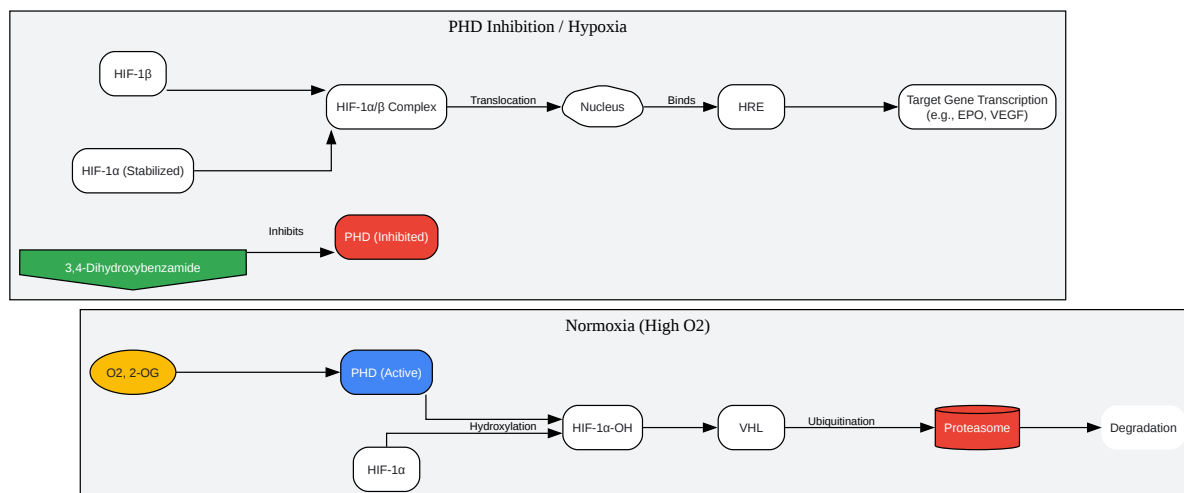 PHD Inhibition / Hypoxia
HIF-1β
HIF-1α/β Complex
Translocation
Nucleus
Binds
HRE
Target Gene Transcription
(e.g., EPO, VEGF)
HIF-1α (Stabilized)
Inhibits
PHD (Inhibited)
3,4-Dihydroxybenzamide
Normoxia (High O2)
O2, 2-OG
PHD (Active)
Hydroxylation
HIF-1α-OH
VHL
Ubiquitination
Proteasome
Degradation
HIF-1α